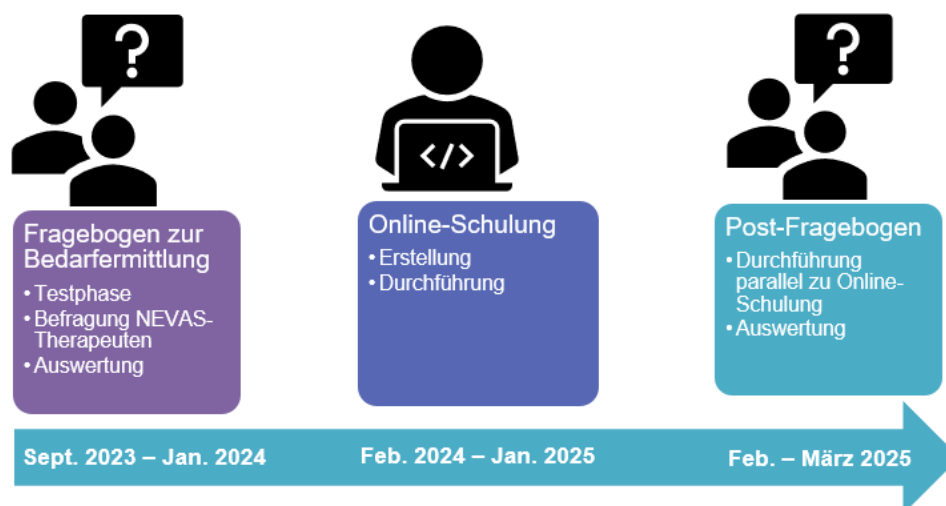 ?
</>
?
Fragebogen zur
Bedarfermittlung
• Testphase
• Befragung NEVAS-
Therapeuten
• Auswertung
Online-Schulung
• Erstellung
• Durchführung
Post-Fragebogen
• Durchführung
parallel zu Online-
Schulung
• Auswertung
Sept. 2023 – Jan. 2024
Feb. 2024 – Jan. 2025
Feb. – März 2025